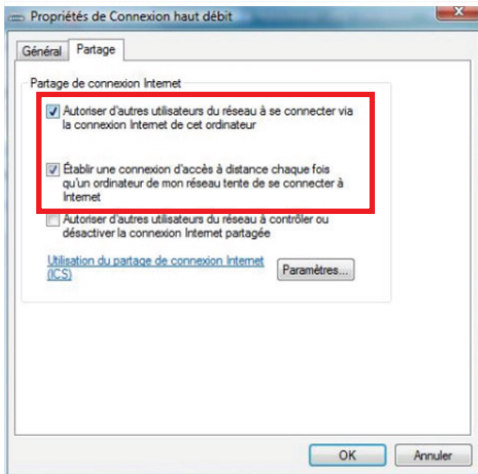 Propriétés de Connexion haut débit
Général
Partage
Partage de connexion Internet
Autoriser d'autres utilisateurs du réseau à se connecter via
la connexion Internet de cet ordinateur
Établir une connexion d'accès à distance chaque fois
qu'un ordinateur de mon réseau tente de se connecter à
Internet
Autoriser d'autres utilisateurs du réseau à contrôler ou
désactiver la connexion Internet partagée
Utilisation du partage de connexion Internet
(ICS)
Paramètres...
OK
Annuler